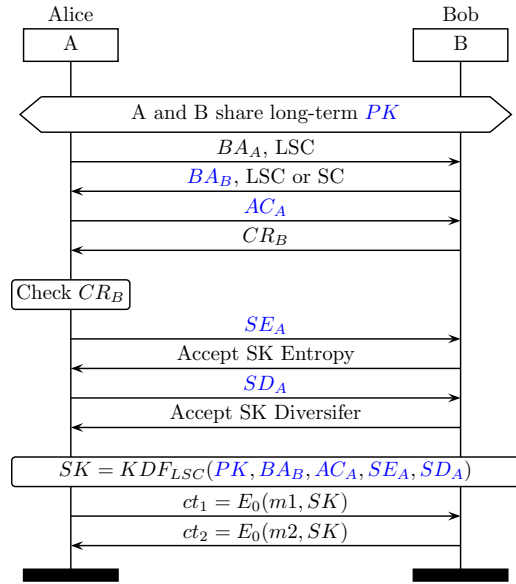 Alice Bob
A B
A and B share long-term PK
BA_A, LSC
BA_B, LSC or SC
AC_A
CR_B
Check CR_B
SE_A
Accept SK Entropy
SD_A
Accept SK Diversifer
SK = KDF_{LSC}(PK, BA_B, AC_A, SE_A, SD_A)
ct_1 = E_0(m1, SK)
ct_2 = E_0(m2, SK)